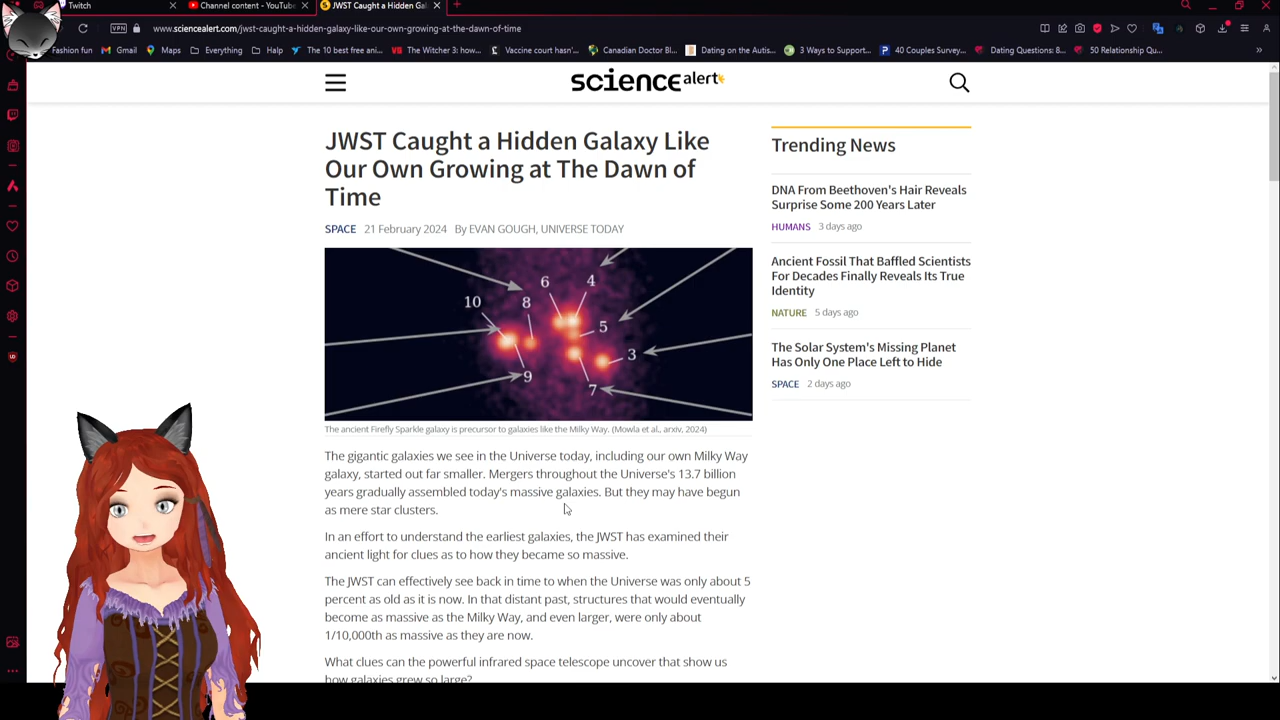 Twitch
Channel content - YouTube
JWST Caught a Hidden Gal
VPN
www.sciencealert.com/jwst-caught-a-hidden-galaxy-like-our-own-growing-at-the-dawn-of-time
Fashion fun
Gmail
Maps
Everything
Help
The 10 best free ani...
The Witcher 3: how...
Vaccine court hasn'...
Canadian Doctor Bl...
Dating on the Autis...
3 Ways to Support...
40 Couples Survey...
Dating Questions: 8...
50 Relationship Qu...
science alert
JWST Caught a Hidden Galaxy Like
Our Own Growing at The Dawn of
Time
SPACE 21 February 2024 By EVAN GOUGH, UNIVERSE TODAY
6 4
10 8
5
3
9
7
The ancient Firefly Sparkle galaxy is precursor to galaxies like the Milky Way. (Mowla et al., arxiv, 2024)
The gigantic galaxies we see in the Universe today, including our own Milky Way
galaxy, started out far smaller. Mergers throughout the Universe's 13.7 billion
years gradually assembled today's massive galaxies. But they may have begun
as mere star clusters.
In an effort to understand the earliest galaxies, the JWST has examined their
ancient light for clues as to how they became so massive.
The JWST can effectively see back in time to when the Universe was only about 5
percent as old as it is now. In that distant past, structures that would eventually
become as massive as the Milky Way, and even larger, were only about
1/10,000th as massive as they are now.
What clues can the powerful infrared space telescope uncover that show us
how galaxies grew so large?
Trending News
DNA From Beethoven's Hair Reveals
Surprise Some 200 Years Later
HUMANS 3 days ago
Ancient Fossil That Baffled Scientists
For Decades Finally Reveals Its True
Identity
NATURE 5 days ago
The Solar System's Missing Planet
Has Only One Place Left to Hide
SPACE 2 days ago